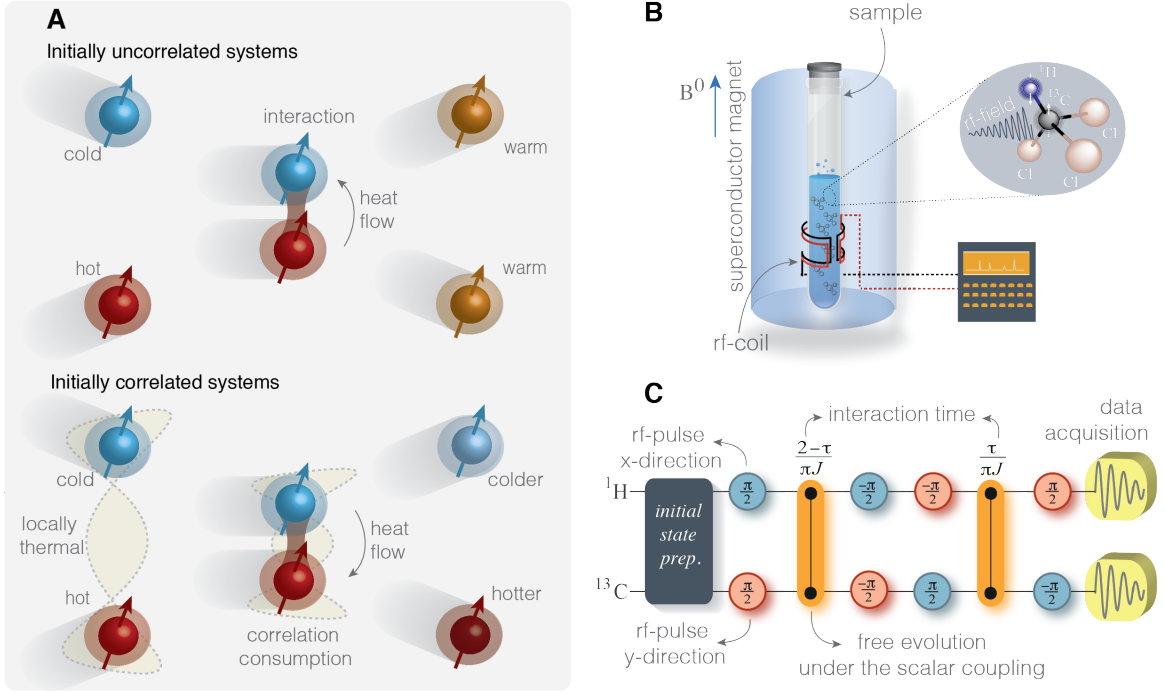 A
Initially uncorrelated systems
cold
interaction
heat
flow
warm
hot
warm
Initially correlated systems
cold
colder
locally
thermal
heat
flow
hot
hotter
correlation
consumption
B
sample
B⁰
superconductor magnet
rf-coil
rf-field
¹H
¹³C
Cl
Cl
Cl
C
rf-pulse
x-direction
interaction time
data
acquisition
2-τ
πJ
τ
πJ
¹H
initial
state
prep.
π
2
-π
2
-π
2
π
2
¹³C
π
2
-π
2
π
2
-π
2
rf-pulse
y-direction
free evolution
under the scalar coupling